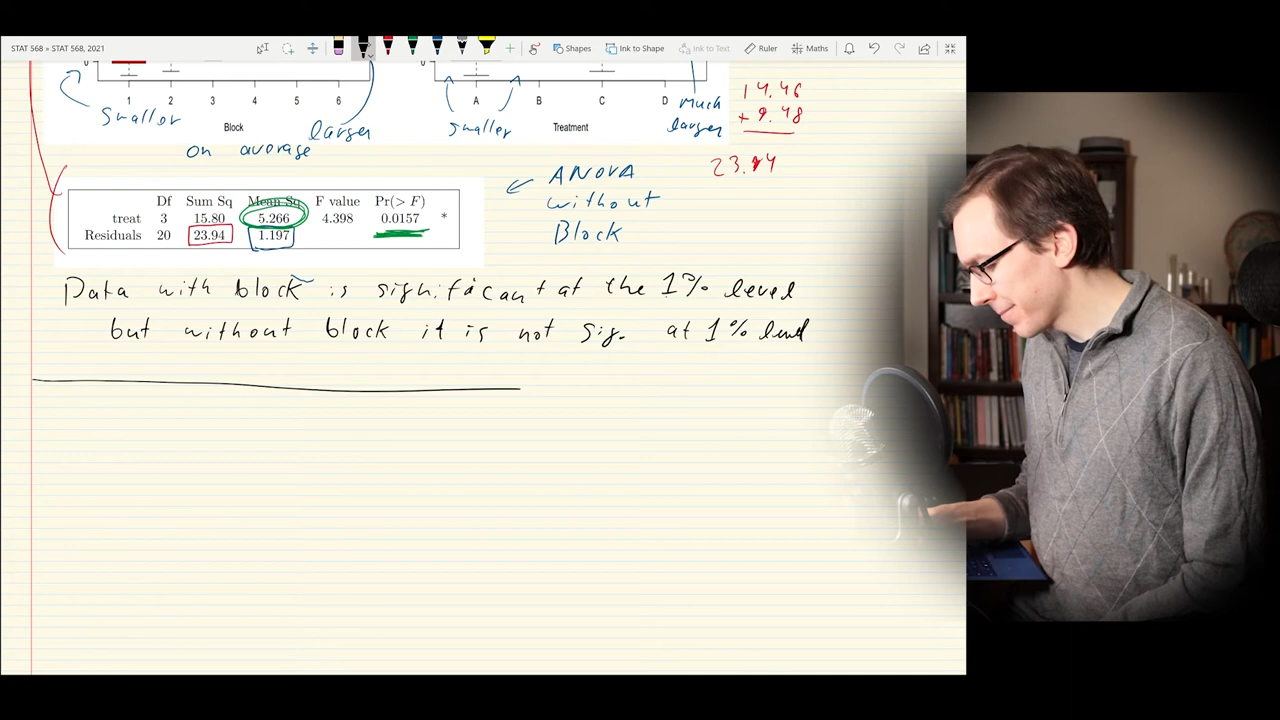 STAT 568 » STAT 568, 2021
Shapes
Ink to Shape
Ink to Text
Ruler
Maths
0
0
1 2 3 4 5 6
Block
smaller
larger
on average
A B C D
Treatment
smaller
Much
larger
14.46
+ 9.48
23.94
ANOVA
without
Block
Df Sum Sq Mean Sq F value Pr(> F)
treat 3 15.80 5.266 4.398 0.0157 *
Residuals 20 23.94 1.197
Data with block is significant at the 1% level
but without block it is not sig. at 1% level